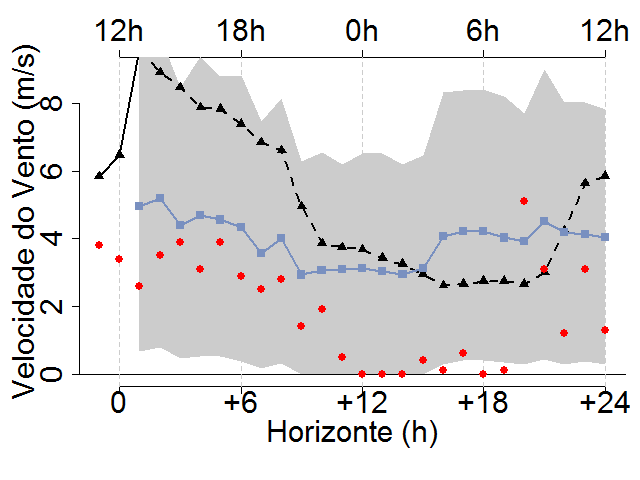 12h 18h 0h 6h 12h
Velocidade do Vento (m/s)
8
6
4
2
0
0 +6 +12 +18 +24
Horizonte (h)